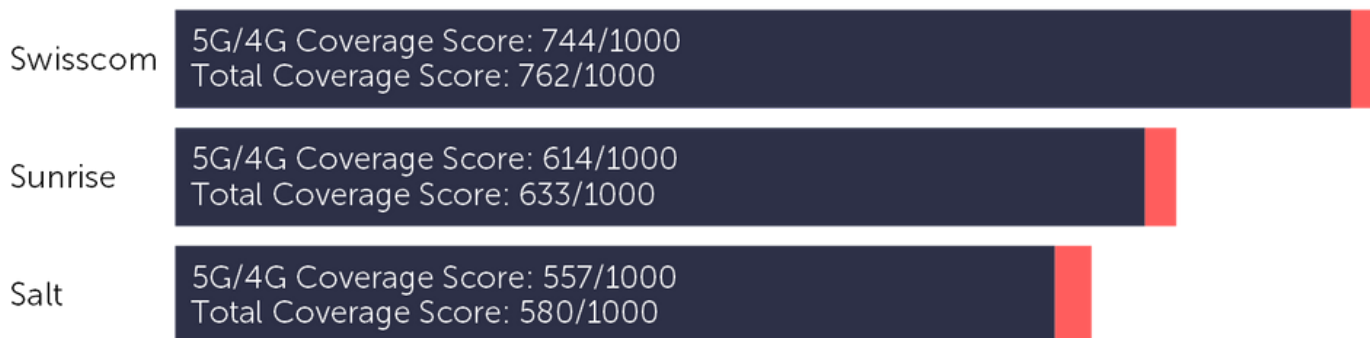 Swisscom
5G/4G Coverage Score: 744/1000
Total Coverage Score: 762/1000
Sunrise
5G/4G Coverage Score: 614/1000
Total Coverage Score: 633/1000
Salt
5G/4G Coverage Score: 557/1000
Total Coverage Score: 580/1000